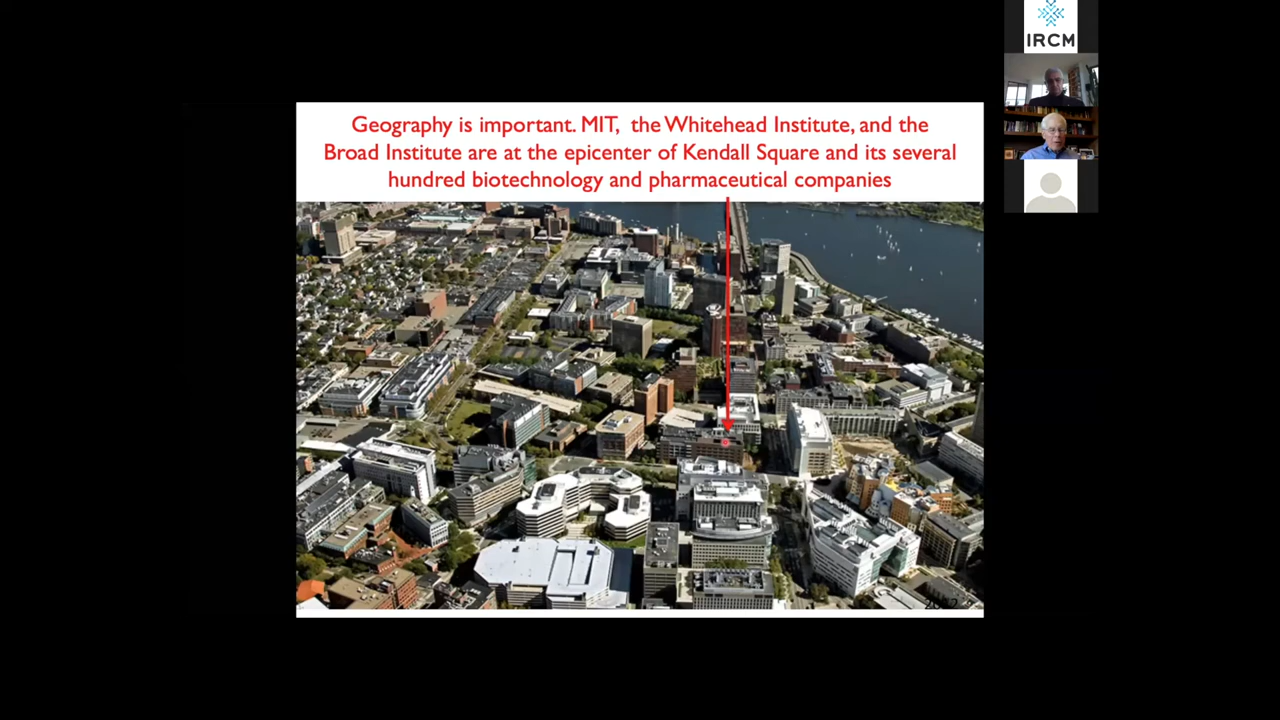 IRCM
Geography is important. MIT, the Whitehead Institute, and the
Broad Institute are at the epicenter of Kendall Square and its several
hundred biotechnology and pharmaceutical companies